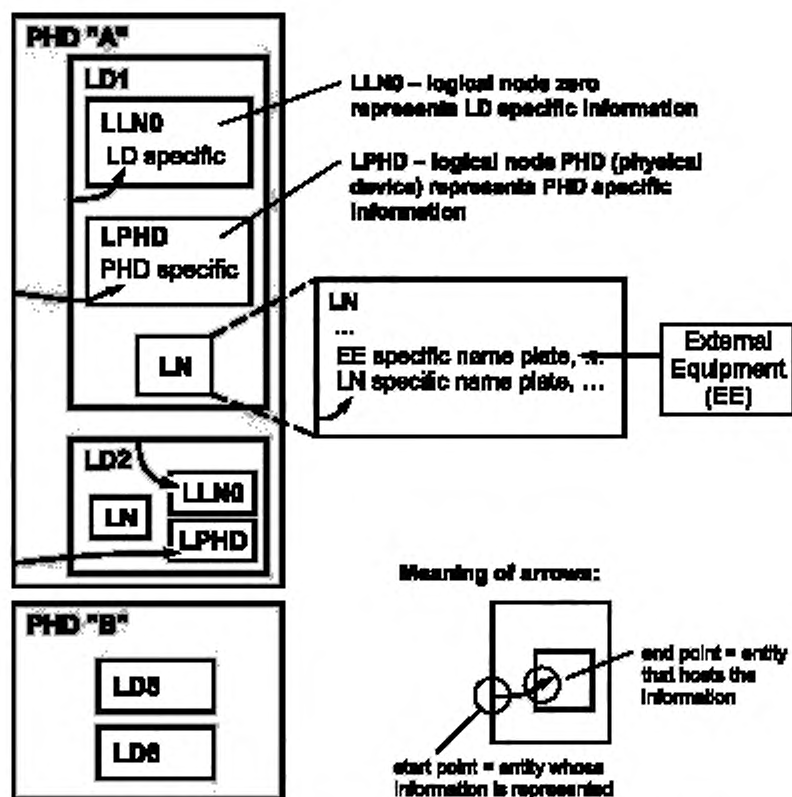 PHD "A"
LD1
LLN0
LD specific
LPHD
PHD specific
LN
LLN0 – logical node zero
represents LD specific information
LPHD – logical node PHD (physical
device) represents PHD specific
information
LN
...
EE specific name plate, ...
LN specific name plate, ...
External
Equipment
(EE)
LD2
LLN0
LN
LPHD
PHD "B"
LD5
LD6
Meaning of arrows:
end point = entity
that hosts the
information
start point = entity whose
information is represented